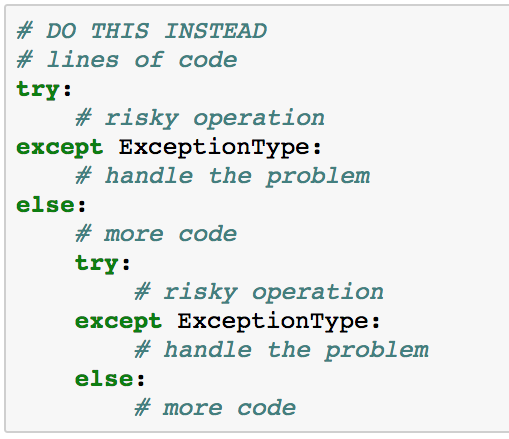 # DO THIS INSTEAD
# lines of code
try:
    # risky operation
except ExceptionType:
    # handle the problem
else:
    # more code
    try:
        # risky operation
    except ExceptionType:
        # handle the problem
    else:
        # more code